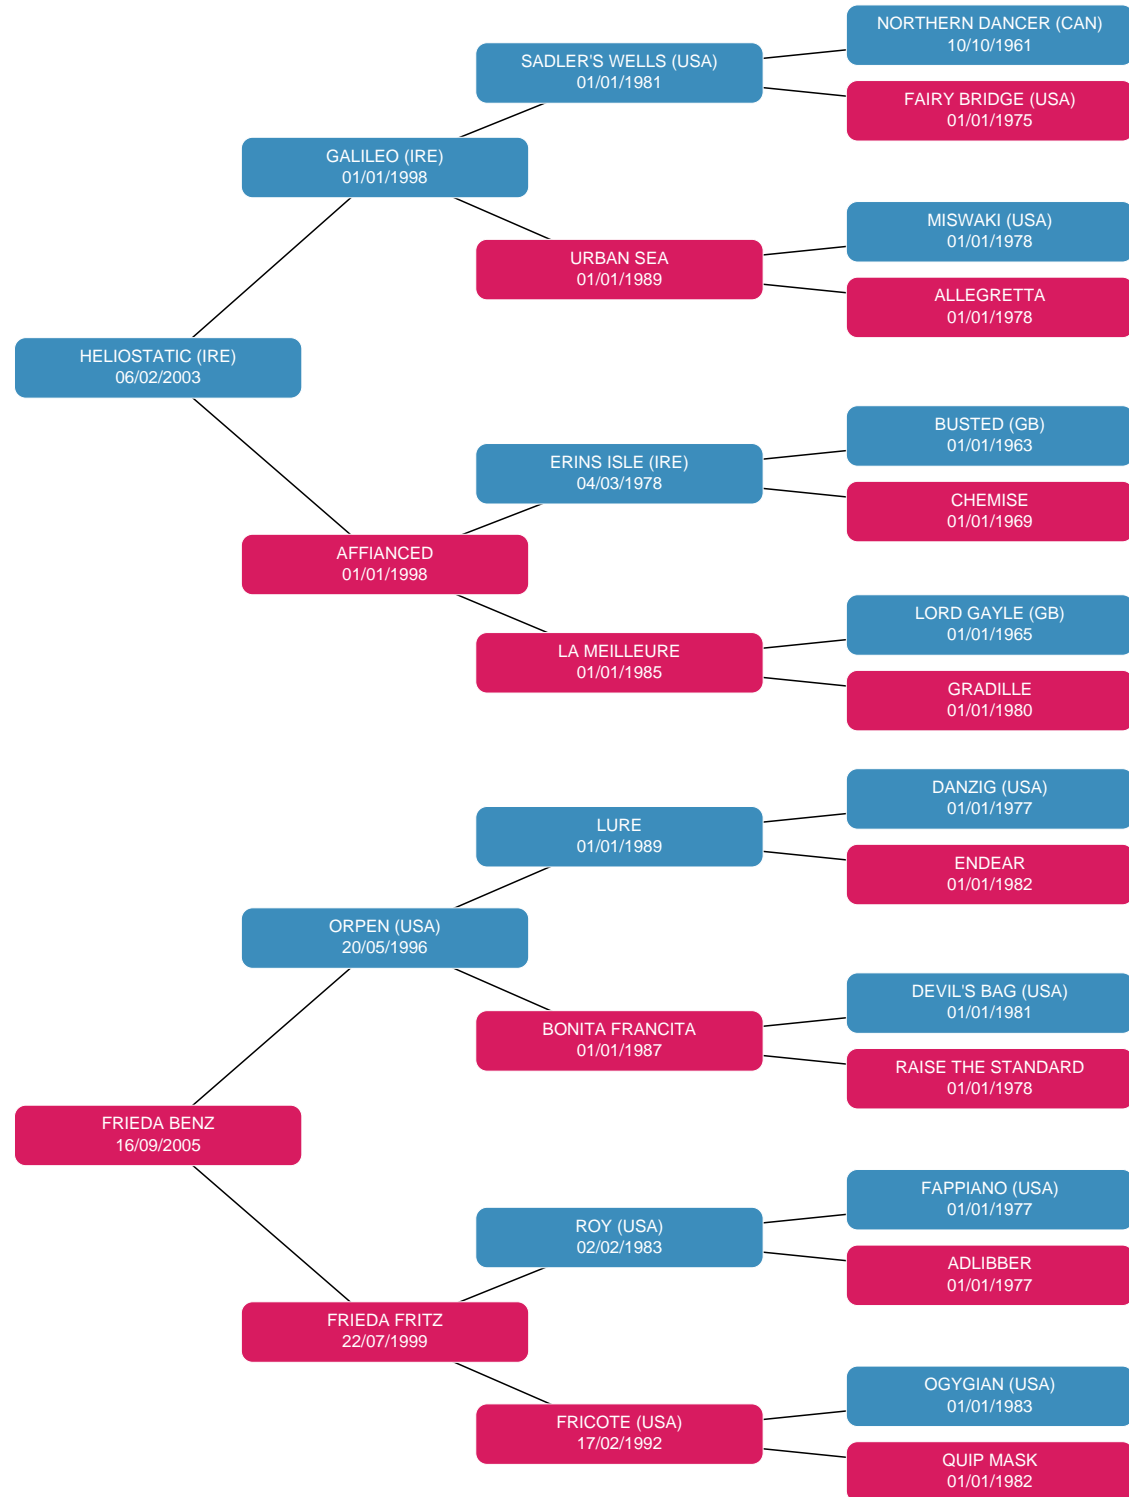 NORTHERN DANCER (CAN)
10/10/1961
SADLER'S WELLS (USA)
01/01/1981
FAIRY BRIDGE (USA)
01/01/1975
GALILEO (IRE)
01/01/1998
MISWAKI (USA)
01/01/1978
URBAN SEA
01/01/1989
ALLEGRETTA
01/01/1978
HELIOSTATIC (IRE)
06/02/2003
BUSTED (GB)
01/01/1963
ERINS ISLE (IRE)
04/03/1978
CHEMISE
01/01/1969
AFFIANCED
01/01/1998
LORD GAYLE (GB)
01/01/1965
LA MEILLEURE
01/01/1985
GRADILLE
01/01/1980
DANZIG (USA)
01/01/1977
LURE
01/01/1989
ENDEAR
01/01/1982
ORPEN (USA)
20/05/1996
DEVIL'S BAG (USA)
01/01/1981
BONITA FRANCITA
01/01/1987
RAISE THE STANDARD
01/01/1978
FRIEDA BENZ
16/09/2005
FAPPIANO (USA)
01/01/1977
ROY (USA)
02/02/1983
ADLIBBER
01/01/1977
FRIEDA FRITZ
22/07/1999
OGYGIAN (USA)
01/01/1983
FRICOTE (USA)
17/02/1992
QUIP MASK
01/01/1982